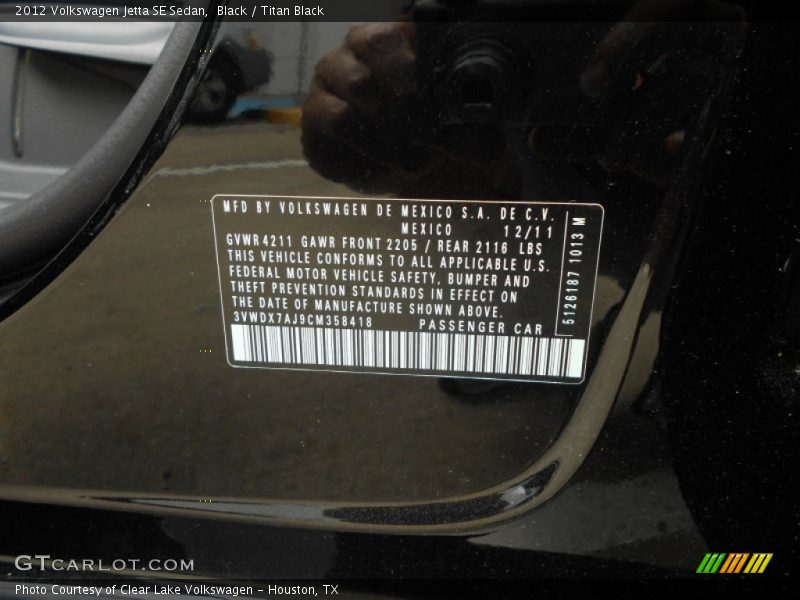 2012 Volkswagen Jetta SE Sedan, Black / Titan Black
MFD BY VOLKSWAGEN DE MEXICO S.A. DE C.V.
MEXICO 12/11
GVWR 4211 GAWR FRONT 2205 / REAR 2116 LBS
THIS VEHICLE CONFORMS TO ALL APPLICABLE U.S.
FEDERAL MOTOR VEHICLE SAFETY, BUMPER AND
THEFT PREVENTION STANDARDS IN EFFECT ON
THE DATE OF MANUFACTURE SHOWN ABOVE.
3VWDX7AJ9CM358418 PASSENGER CAR
51261187 1013 M
GTCARLOT.COM
Photo Courtesy of Clear Lake Volkswagen - Houston, TX